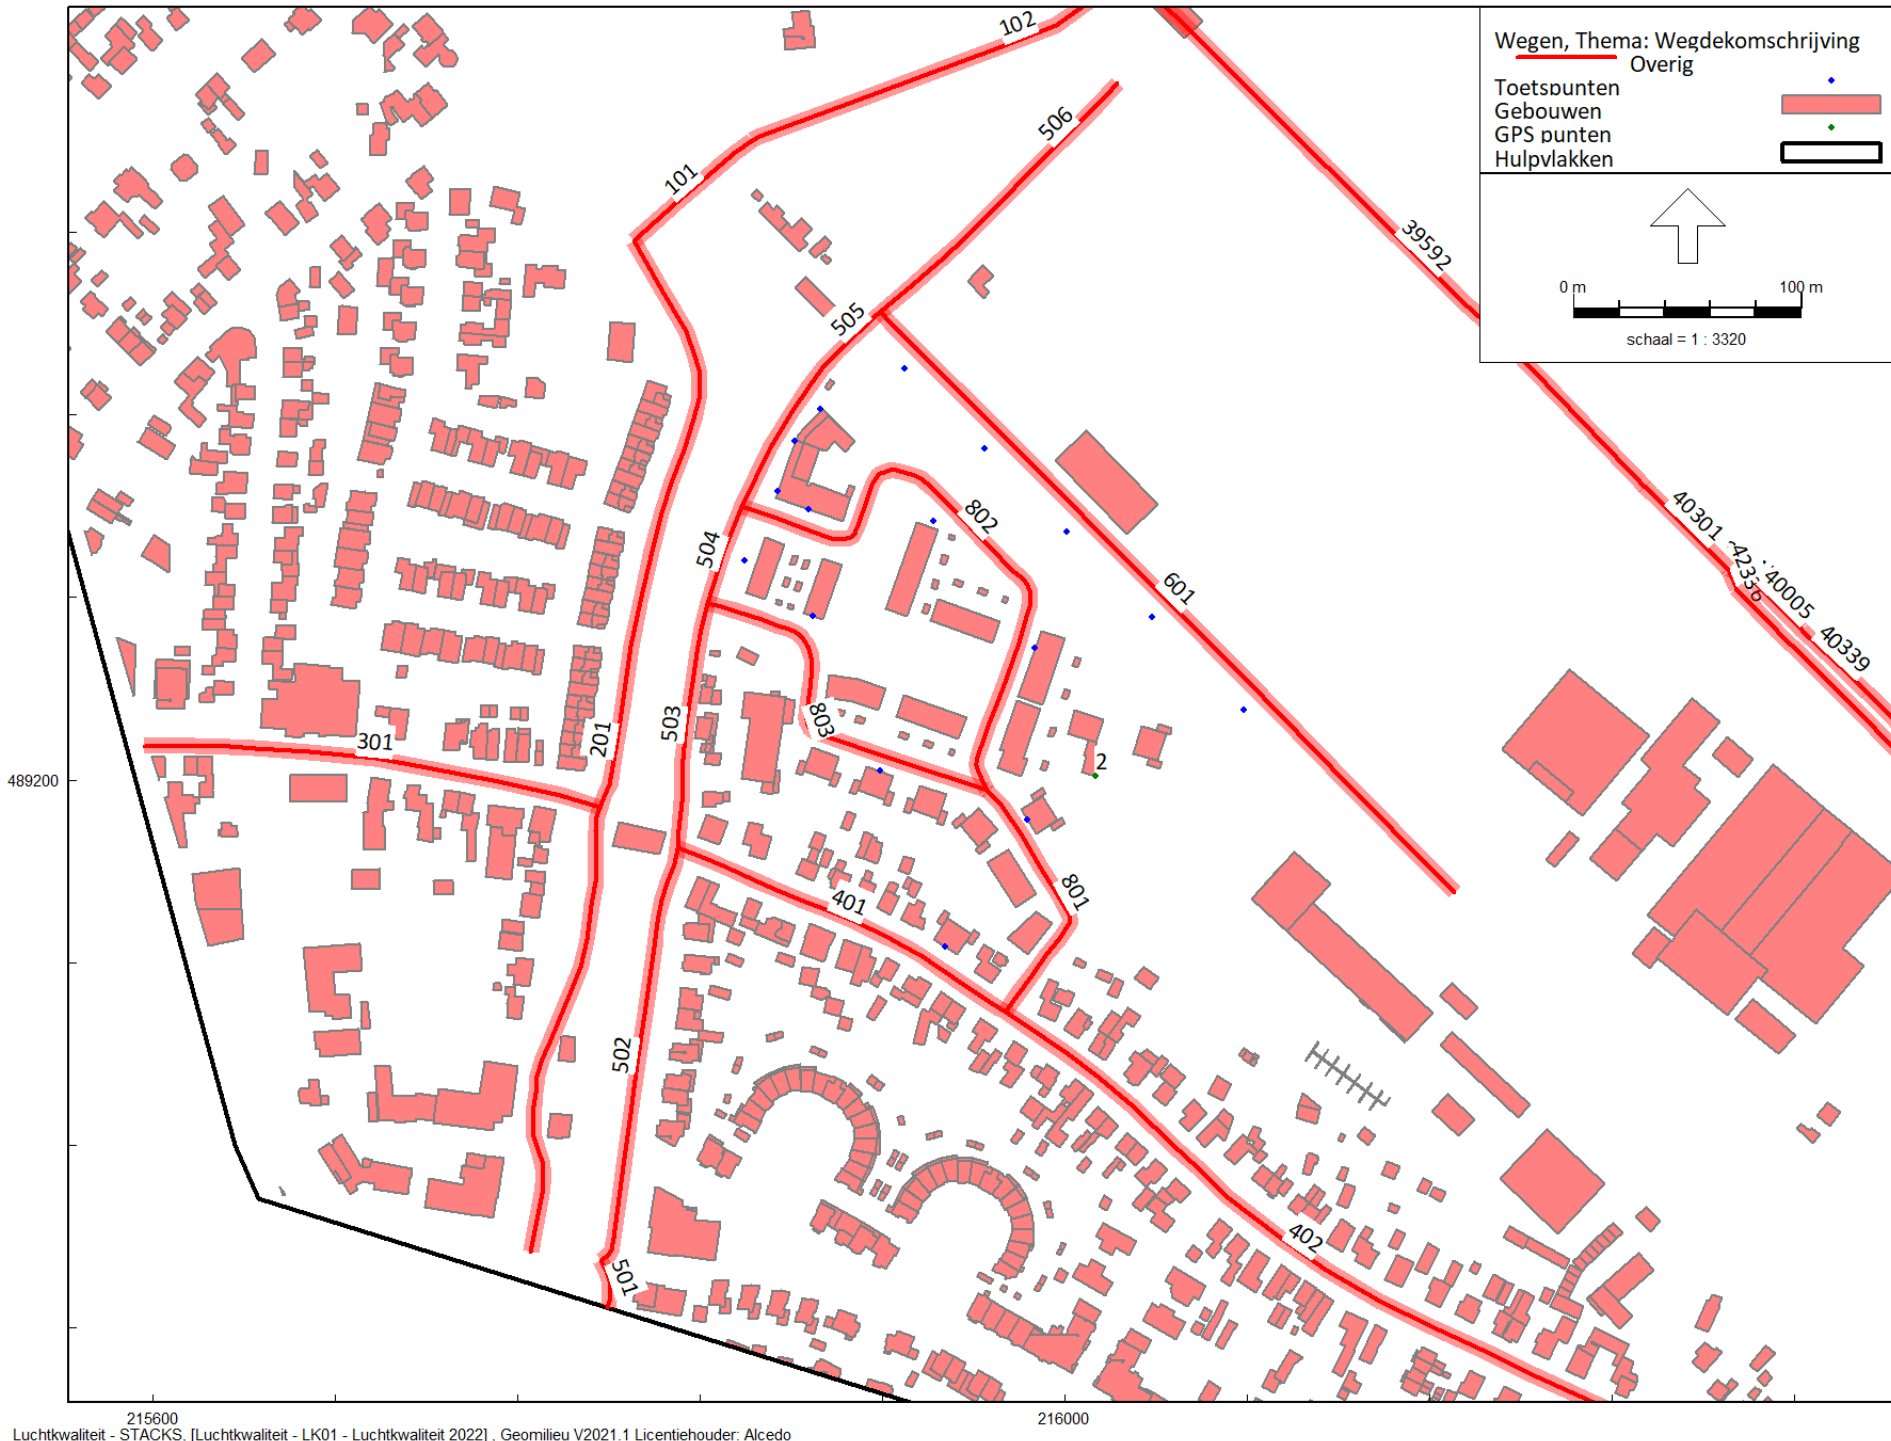 Wegen, Thema: Wegdekomschrijving
Overig
Toetspunten
Gebouwen
GPS punten
Hulpvlakken
0 m
100 m
schaal = 1 : 3320
102
506
101
39592
505
40301
802
504
42336
40005
601
40339
201
503
803
301
2
489200
801
401
502
402
501
215600
216000
Luchtkwaliteit - STACKS, [Luchtkwaliteit - LK01 - Luchtkwaliteit 2022] , Geomilieu V2021.1 Licentiehouder: Alcedo